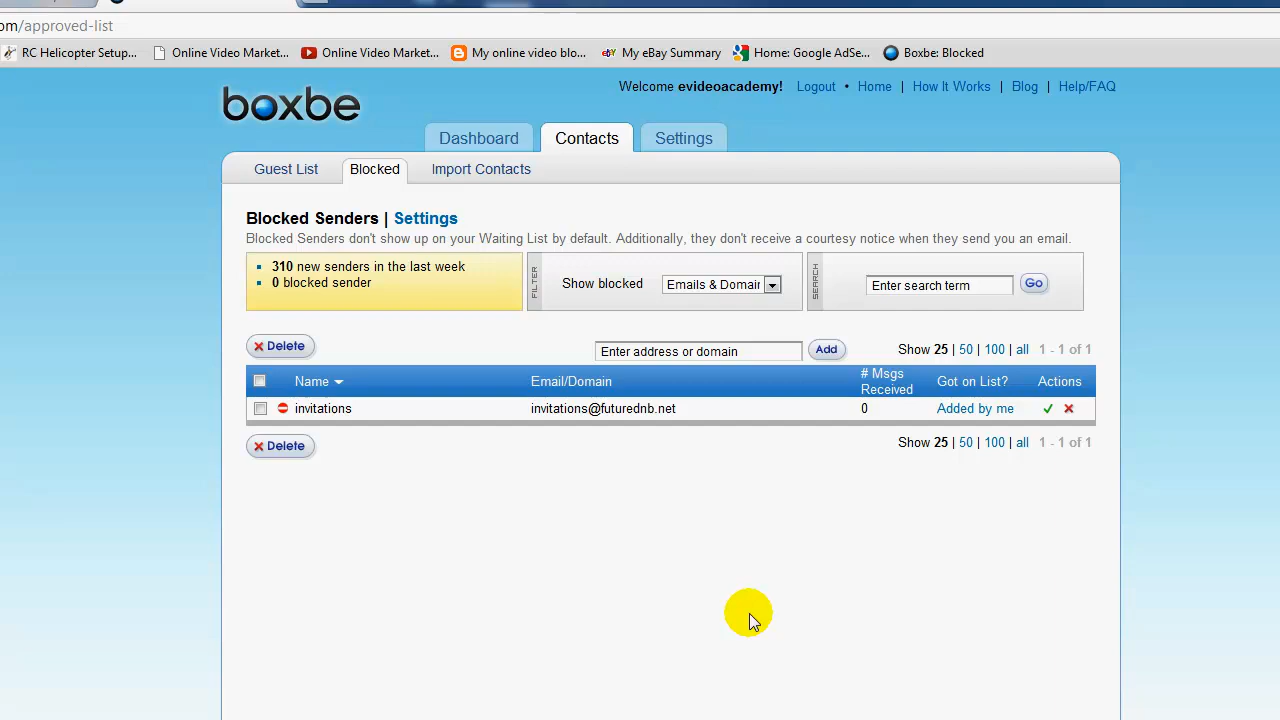 om/approved-list
RC Helicopter Setup... Online Video Market... Online Video Market... My online video blo... My eBay Summary Home: Google AdSe... Boxbe: Blocked
boxbe
Welcome evideoacademy! Logout • Home | How It Works | Blog | Help/FAQ
Dashboard Contacts Settings
Guest List Blocked Import Contacts
Blocked Senders | Settings
Blocked Senders don't show up on your Waiting List by default. Additionally, they don't receive a courtesy notice when they send you an email.
310 new senders in the last week
0 blocked sender
FILTER
Show blocked Emails & Domain
SEARCH
Enter search term Go
Delete Enter address or domain Add Show 25 | 50 | 100 | all 1 - 1 of 1
Name Email/Domain # Msgs Received Got on List? Actions
invitations invitations@futurednb.net 0 Added by me
Delete Show 25 | 50 | 100 | all 1 - 1 of 1